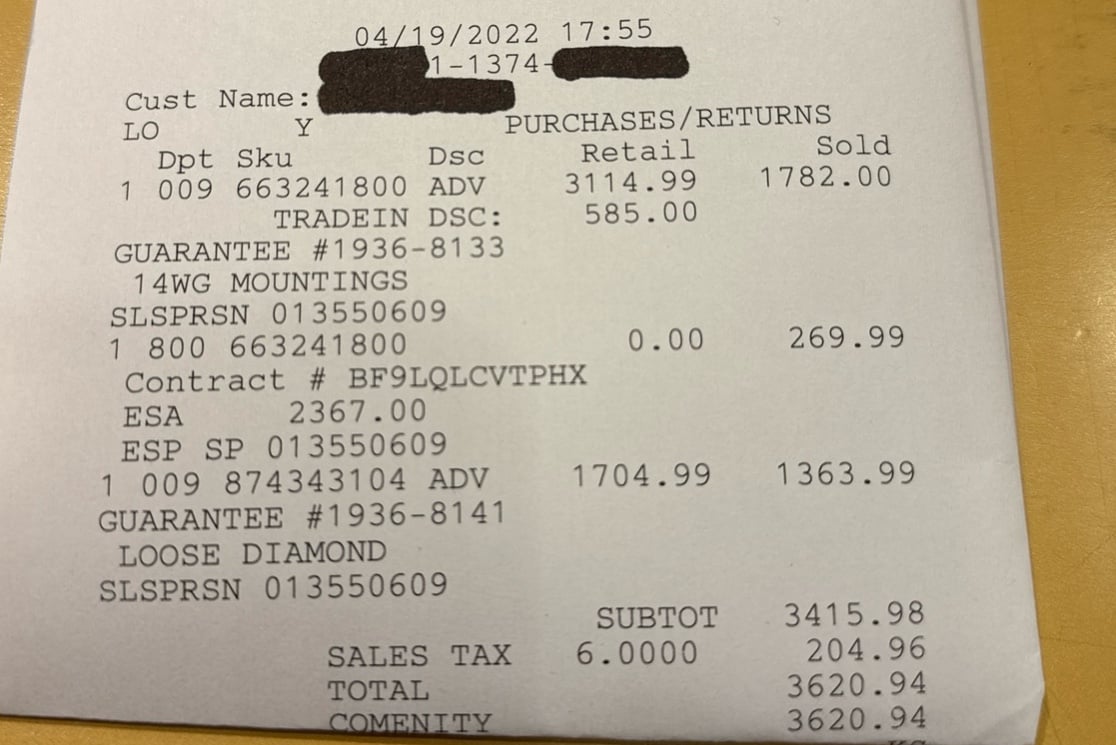 04/19/2022 17:55
1-1374-
Cust Name:
LO Y PURCHASES/RETURNS
Dpt Sku Dsc Retail Sold
1 009 663241800 ADV 3114.99 1782.00
TRADEIN DSC: 585.00
GUARANTEE #1936-8133
14WG MOUNTINGS
SLSPRSN 013550609
1 800 663241800 0.00 269.99
Contract # BF9LQLCVTPHX
ESA 2367.00
ESP SP 013550609
1 009 874343104 ADV 1704.99 1363.99
GUARANTEE #1936-8141
LOOSE DIAMOND
SLSPRSN 013550609
SUBTOT 3415.98
SALES TAX 6.0000 204.96
TOTAL 3620.94
COMENITY 3620.94